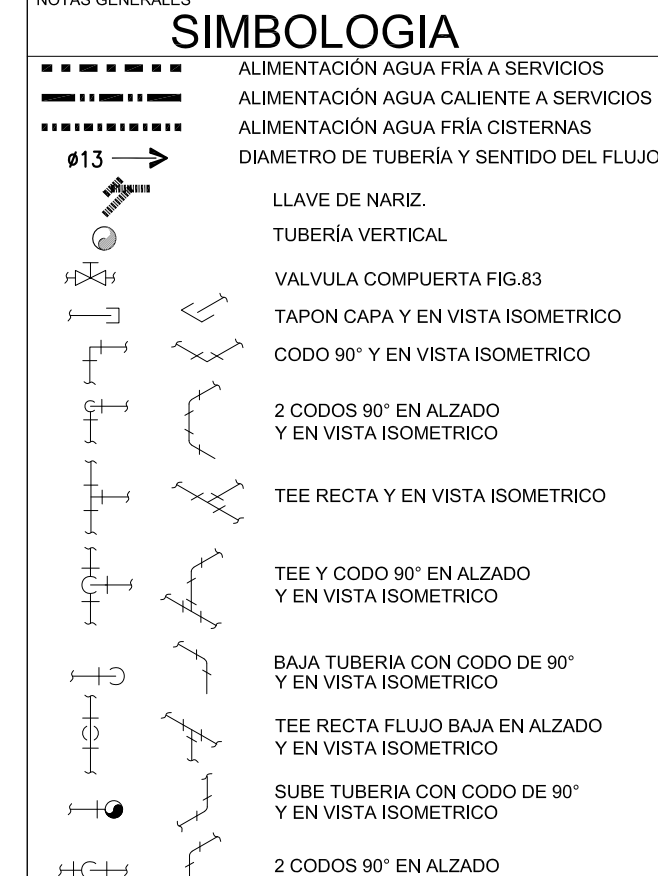 NOTAS GENERALES
SIMBOLOGIA
ALIMENTACIÓN AGUA FRÍA A SERVICIOS
ALIMENTACIÓN AGUA CALIENTE A SERVICIOS
ALIMENTACIÓN AGUA FRÍA CISTERNAS
ø13 DIAMETRO DE TUBERÍA Y SENTIDO DEL FLUJO
LLAVE DE NARIZ.
TUBERÍA VERTICAL
VALVULA COMPUERTA FIG.83
TAPON CAPA Y EN VISTA ISOMETRICO
CODO 90° Y EN VISTA ISOMETRICO
2 CODOS 90° EN ALZADO
Y EN VISTA ISOMETRICO
TEE RECTA Y EN VISTA ISOMETRICO
TEE Y CODO 90° EN ALZADO
Y EN VISTA ISOMETRICO
BAJA TUBERIA CON CODO DE 90°
Y EN VISTA ISOMETRICO
TEE RECTA FLUJO BAJA EN ALZADO
Y EN VISTA ISOMETRICO
SUBE TUBERIA CON CODO DE 90°
Y EN VISTA ISOMETRICO
2 CODOS 90° EN ALZADO